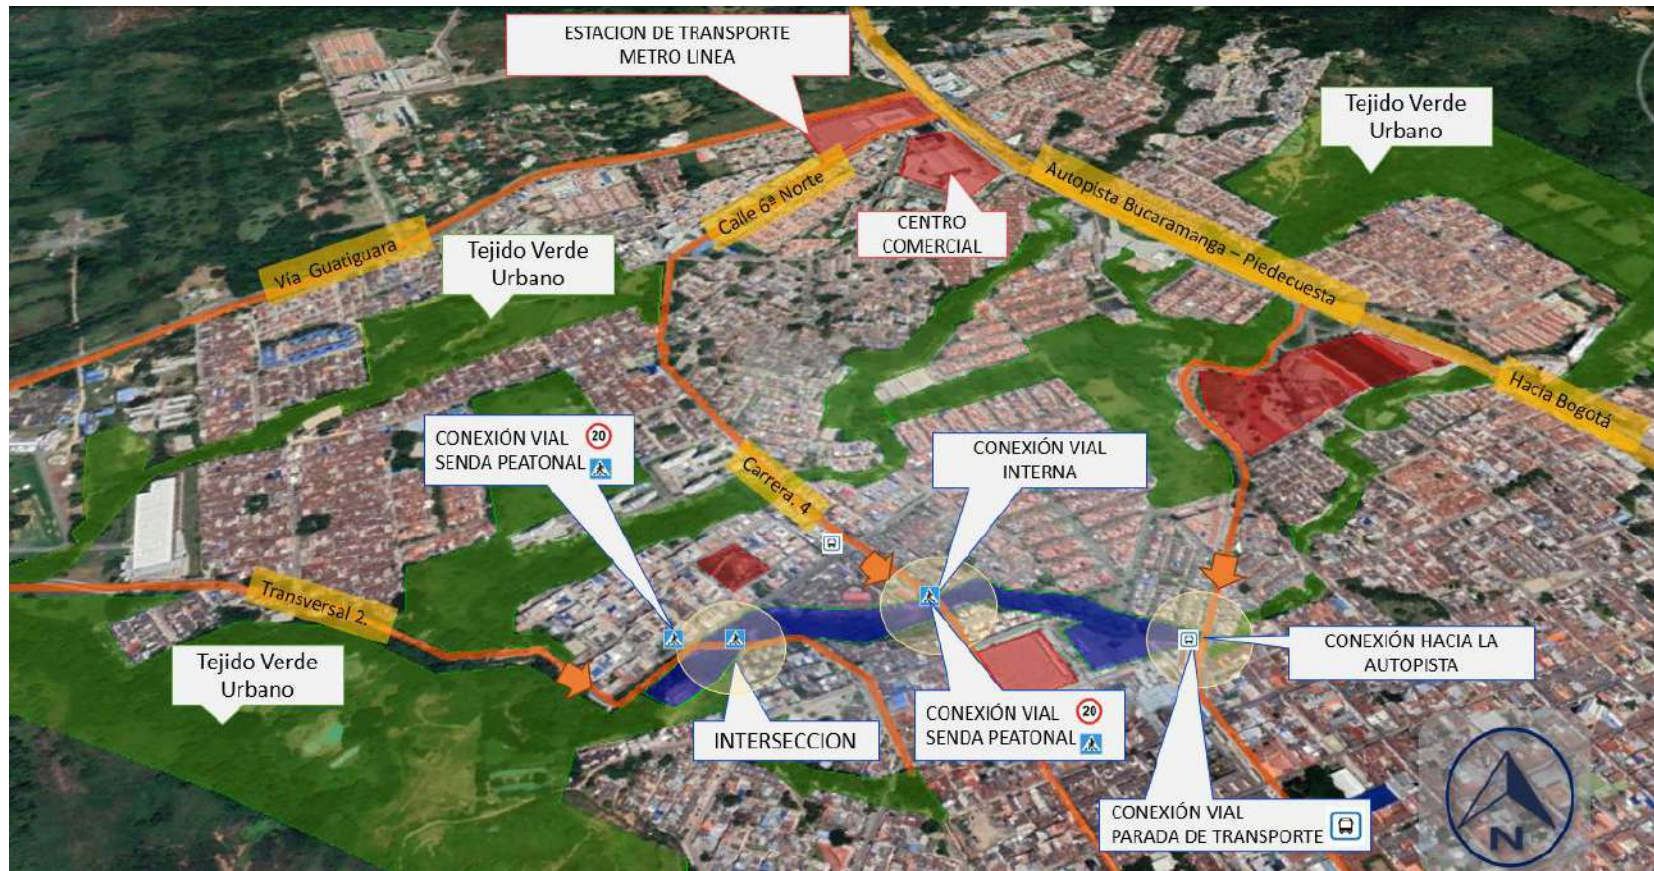 ESTACION DE TRANSPORTE
METRO LINEA
Tejido Verde
Urbano
Autopista Bucaramanga – Piedecuesta
Calle 6ª Norte
CENTRO
COMERCIAL
Vía Guatiguara
Tejido Verde
Urbano
Hacía Bogotá
CONEXIÓN VIAL 20
SENDA PEATONAL
CONEXIÓN VIAL
INTERNA
Carrera. 4
Transversal 2.
Tejido Verde
Urbano
CONEXIÓN HACIA LA
AUTOPISTA
INTERSECCION
CONEXIÓN VIAL 20
SENDA PEATONAL
CONEXIÓN VIAL
PARADA DE TRANSPORTE
N